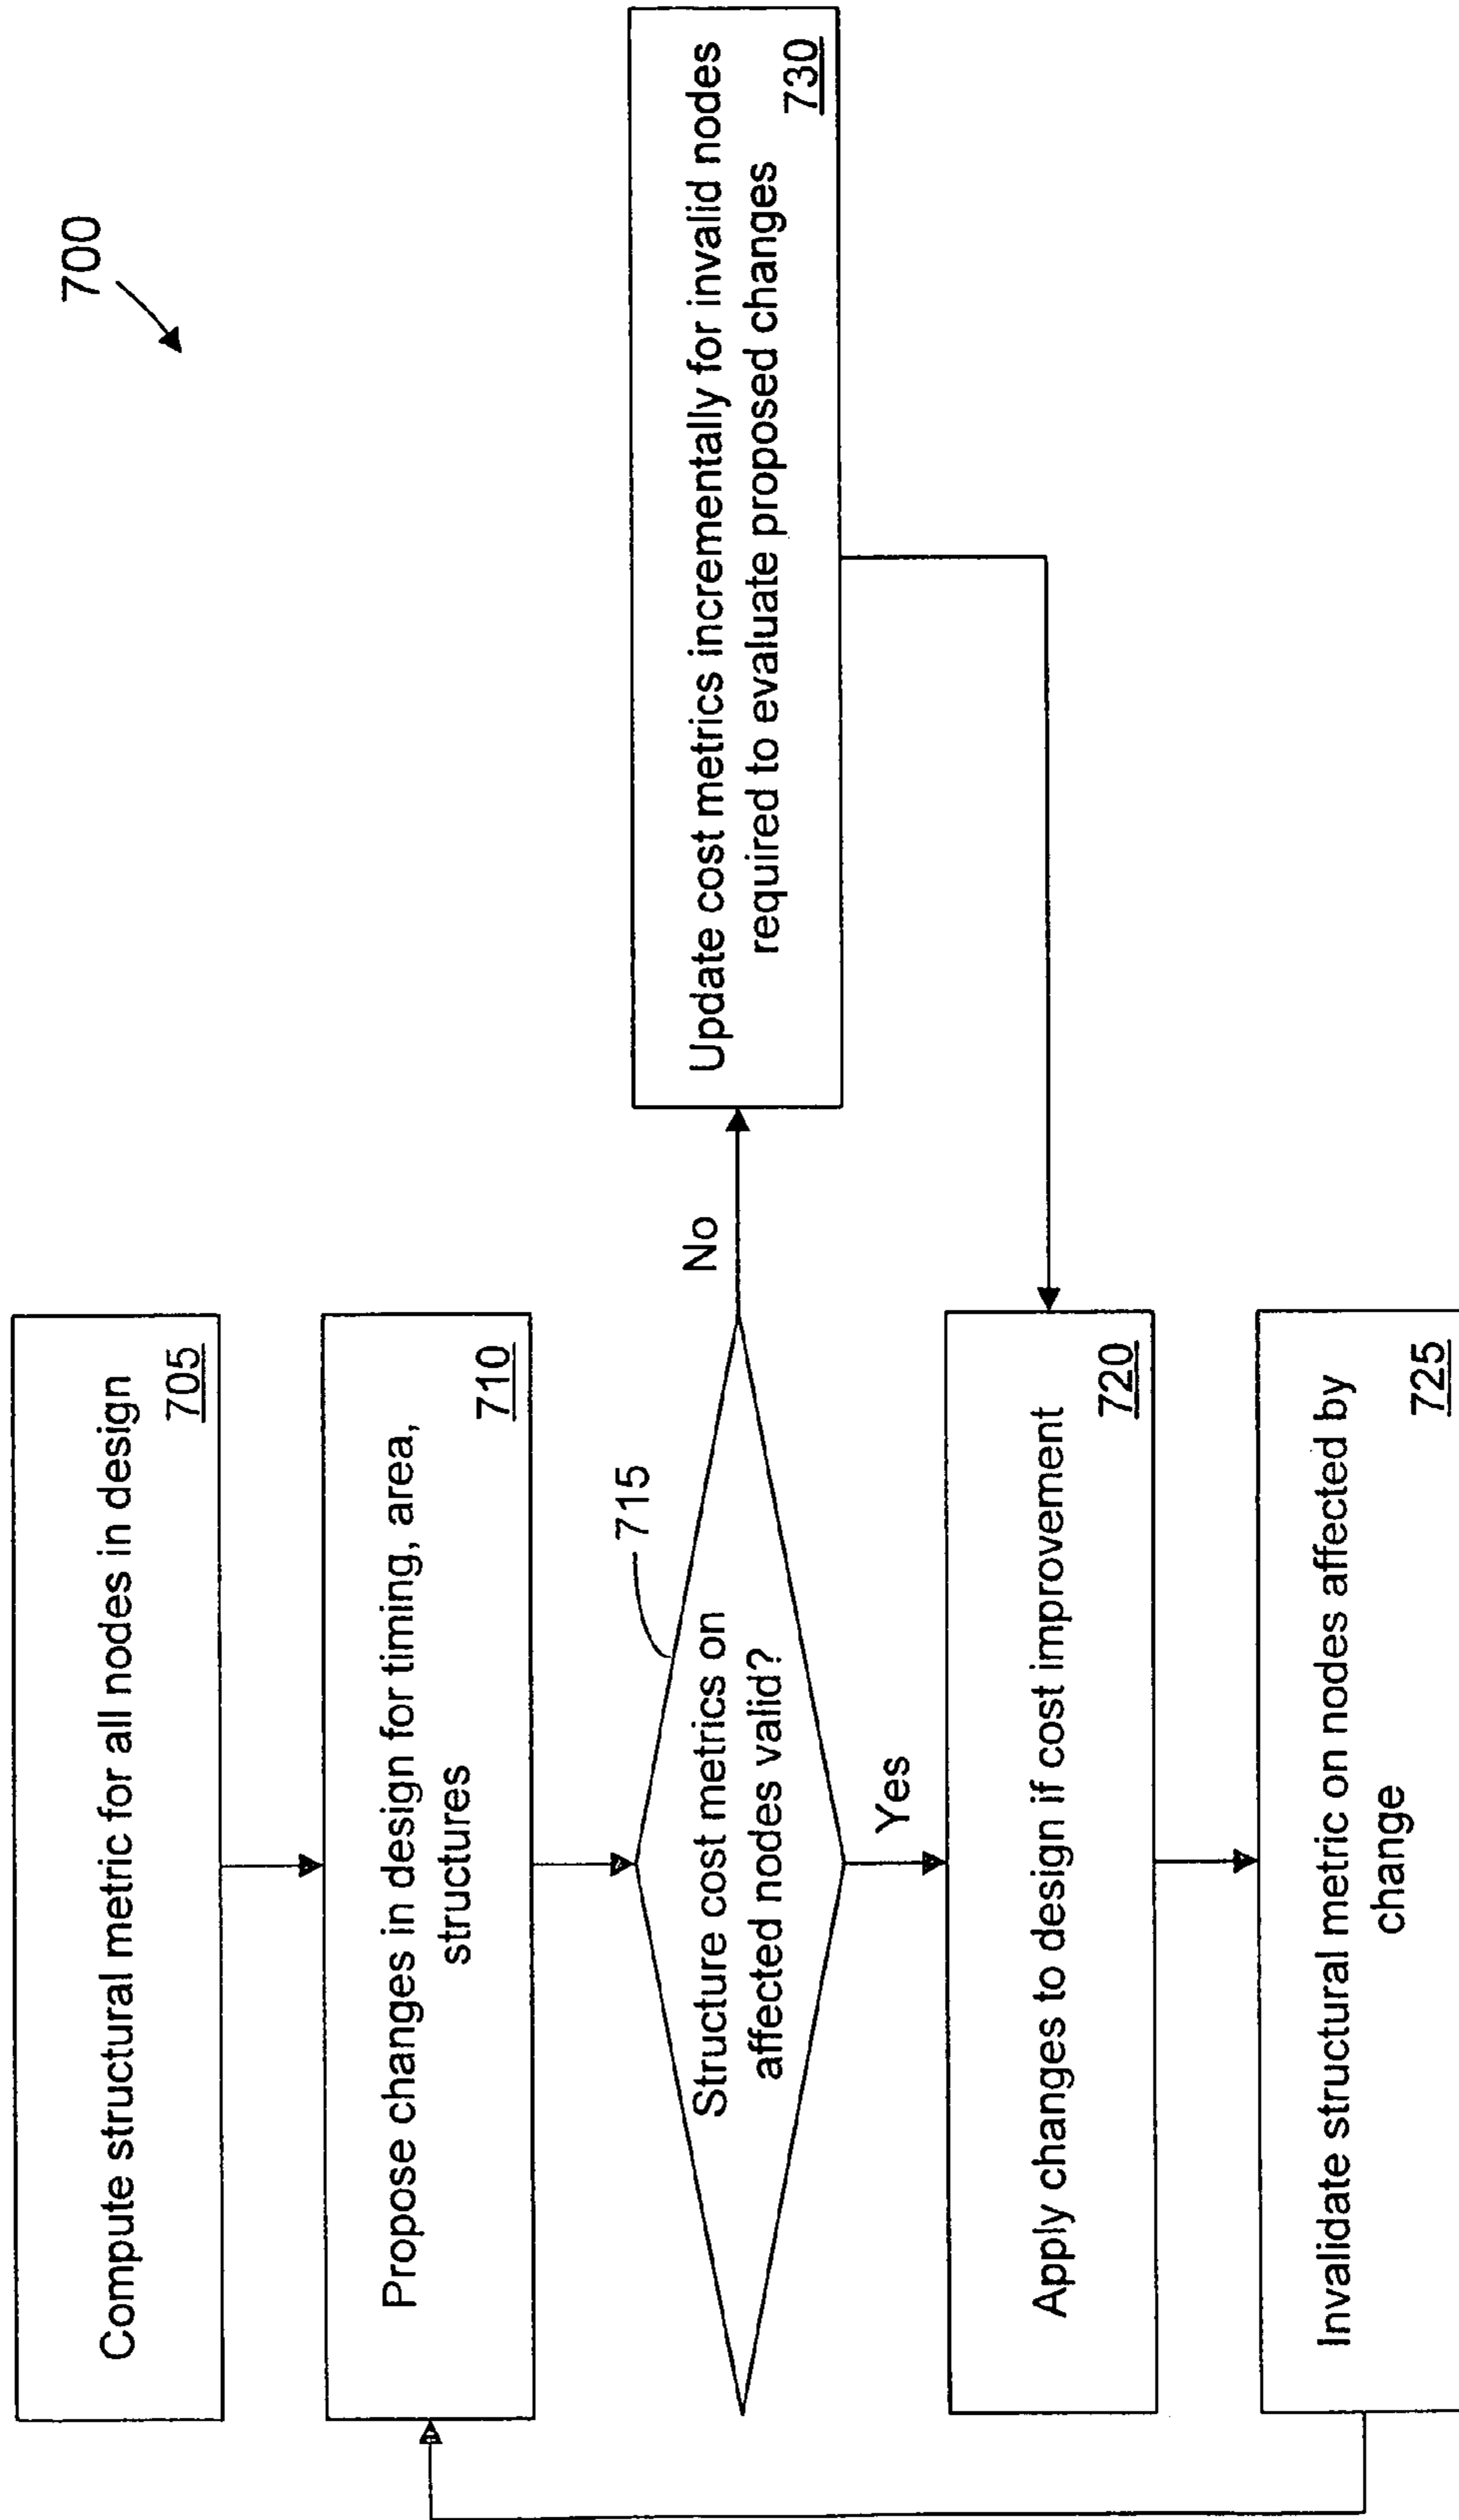 700
Compute structural metric for all nodes in design
705
Propose changes in design for timing, area,
structures
710
715
Structure cost metrics on
affected nodes valid?
No
Update cost metrics incrementally for invalid nodes
required to evaluate proposed changes
730
Yes
Apply changes to design if cost improvement
720
Invalidate structural metric on nodes affected by
change
725